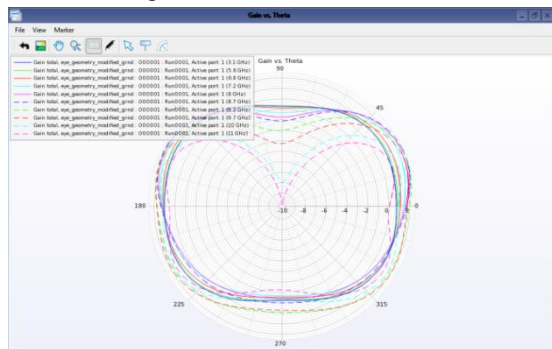 Gain vs. Theta
File View Marker
Gain total, eye_geometry_modified_grnd : 000001 : Run0001, Active port: 1 (3.1 GHz)
Gain total, eye_geometry_modified_grnd : 000001 : Run0001, Active port: 1 (5.6 GHz)
Gain total, eye_geometry_modified_grnd : 000001 : Run0001, Active port: 1 (6.8 GHz)
Gain total, eye_geometry_modified_grnd : 000001 : Run0001, Active port: 1 (7.2 GHz)
Gain total, eye_geometry_modified_grnd : 000001 : Run0001, Active port: 1 (8 GHz)
Gain total, eye_geometry_modified_grnd : 000001 : Run0001, Active port: 1 (8.7 GHz)
Gain total, eye_geometry_modified_grnd : 000001 : Run0001, Active port: 1 GHz)
Gain total, eye_geometry_modified_grnd : 000001 : Run0001, Active port: 1 (9.7 GHz)
Gain total, eye_geometry_modified_grnd : 000001 : Run0001, Active port: 1 (10 GHz)
Gain total, eye_geometry_modified_grnd : 000001 : Run0001, Active port: 1 (11 GHz)
Gain vs. Theta
90
45
180 -10 -8 -6 -4 -2 0 0
225 315
270